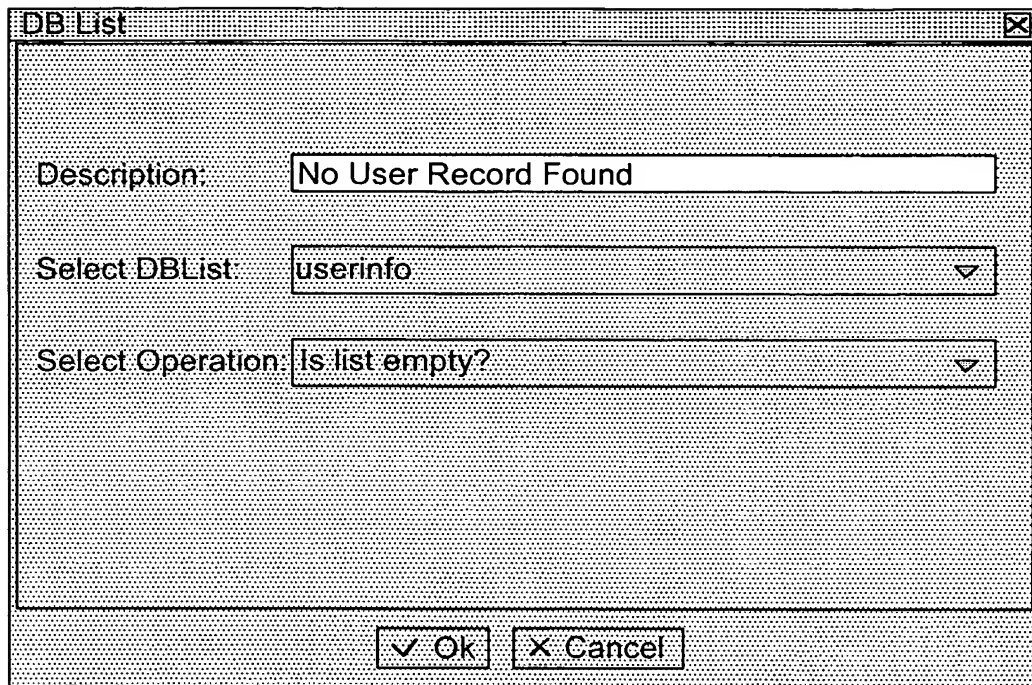 DB List
Description: No User Record Found
Select DBList: userinfo
Select Operation: Is list empty?
Ok Cancel